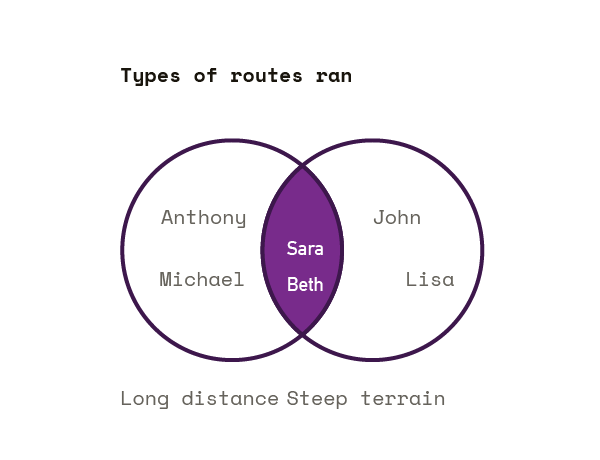 Types of routes ran
Anthony
John
Sara
Michael
Lisa
Beth
Long distance
Steep terrain